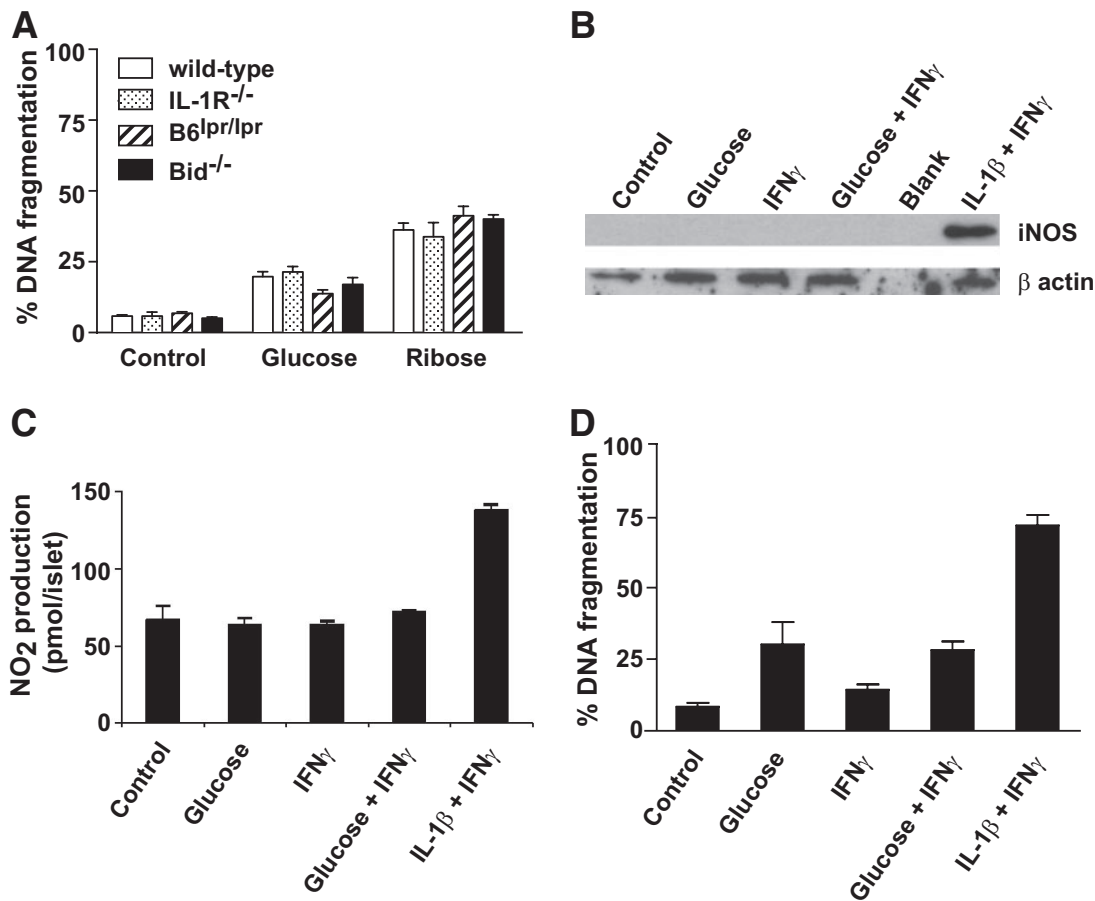 A
% DNA fragmentation
100
75
50
25
0
wild-type
IL-1R-/-
B6lpr/lpr
Bid-/-
Control
Glucose
Ribose
B
Control
Glucose
IFNγ
Glucose + IFNγ
Blank
IL-1β + IFNγ
iNOS
β actin
C
NO2 production
(pmol/islet)
150
100
50
0
Control
Glucose
IFNγ
Glucose + IFNγ
IL-1β + IFNγ
D
% DNA fragmentation
100
75
50
25
0
Control
Glucose
IFNγ
Glucose + IFNγ
IL-1β + IFNγ